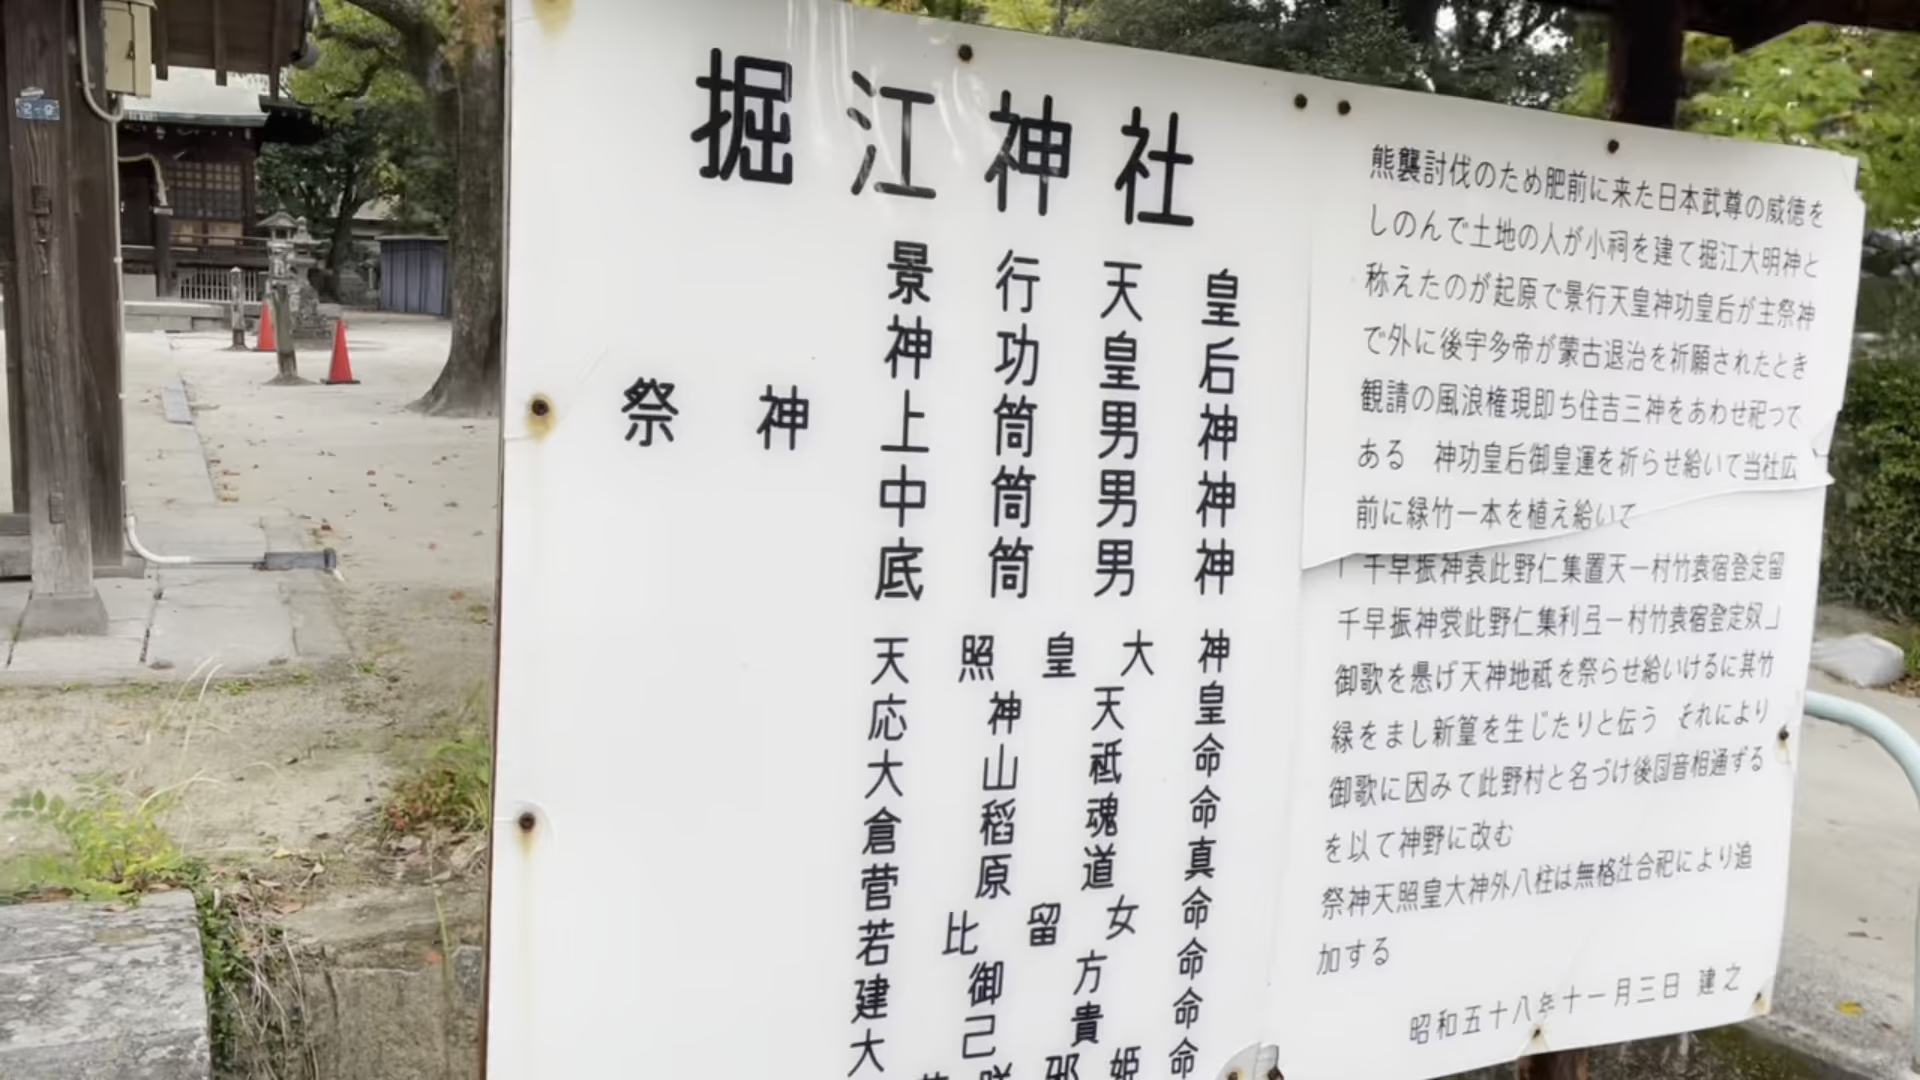 掘江神社
祭神
景行天皇
神功皇后
上筒男神
中筒男神
底筒男神
天照皇大神
応神天皇
大山祇命
倉稲魂命
菅原道真
若比留女命
建御方命
大己貴命
姫命
熊襲討伐のため肥前に来た日本武尊の威徳を
しのんで土地の人が小祠を建て掘江大明神と
称えたのが起原で景行天皇神功皇后が主祭神
で外に後宇多帝が蒙古退治を祈願されたとき
観請の風浪権現即ち住吉三神をあわせ祀って
ある 神功皇后御皇運を祈らせ給いて当社広
前に緑竹一本を植え給いて
「千早振神袁此野仁集置天一村竹袁宿登定留
千早振神裳此野仁集利弖一村竹袁宿登定奴」
御歌を懸げ天神地祗を祭らせ給いけるに其竹
緑をまし新篁を生じたりと伝う それにより
御歌に因みて此野村と名づけ後国音相通ずる
を以て神野に改む
祭神天照皇大神外八柱は無格社合祀により追
加する
昭和五十八年十一月三日 建之
2-9